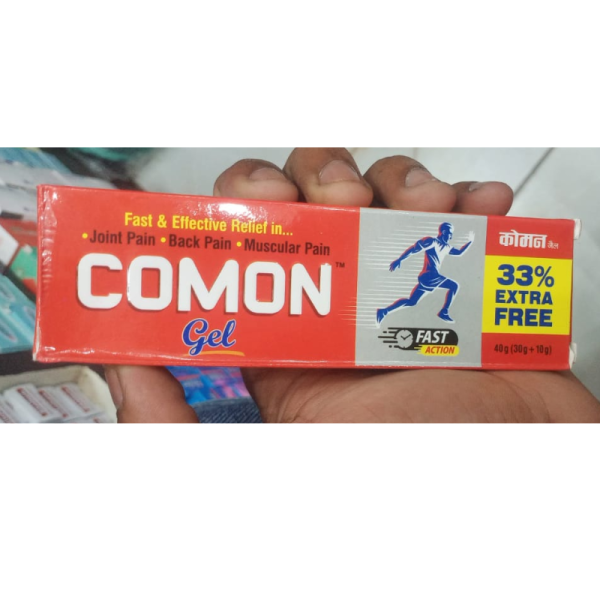 Fast & Effective Relief in...
•Joint Pain •Back Pain •Muscular Pain
COMON™
Gel
FAST
ACTION
कोमन जैल
33%
EXTRA
FREE
40g (30g + 10g)